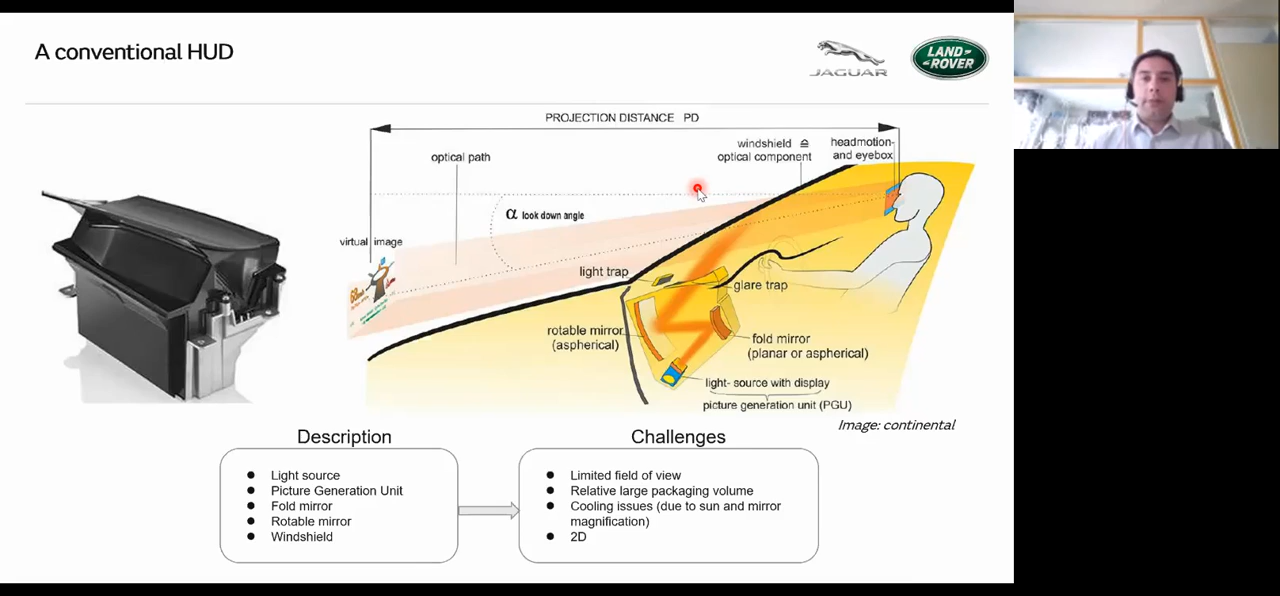 A conventional HUD
JAGUAR
LAND
ROVER
PROJECTION DISTANCE PD
optical path
windshield ≙
optical component
headmotion-
and eyebox
α look down angle
virtual image
light trap
glare trap
rotable mirror
(aspherical)
fold mirror
(planar or aspherical)
light- source with display
picture generation unit (PGU)
Image: continental
Description
Light source
Picture Generation Unit
Fold mirror
Rotable mirror
Windshield
Challenges
Limited field of view
Relative large packaging volume
Cooling issues (due to sun and mirror
magnification)
2D